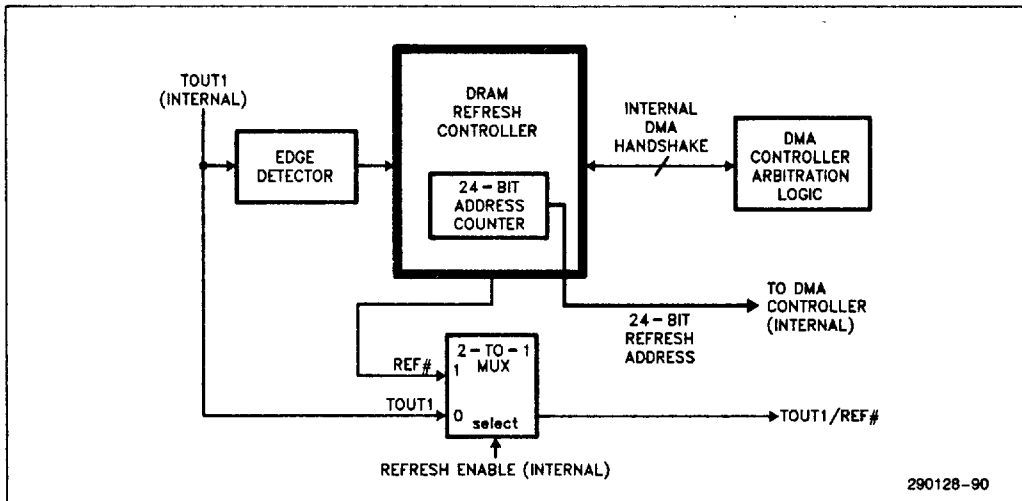 TOUT1
(INTERNAL)
EDGE
DETECTOR
DRAM
REFRESH
CONTROLLER
24-BIT
ADDRESS
COUNTER
INTERNAL
DMA
HANDSHAKE
DMA
CONTROLLER
ARBITRATION
LOGIC
TO DMA
CONTROLLER
(INTERNAL)
24-BIT
REFRESH
ADDRESS
2-TO-1
MUX
REF#
1
TOUT1
0
select
TOUT1/REF#
REFRESH ENABLE (INTERNAL)
290128-90